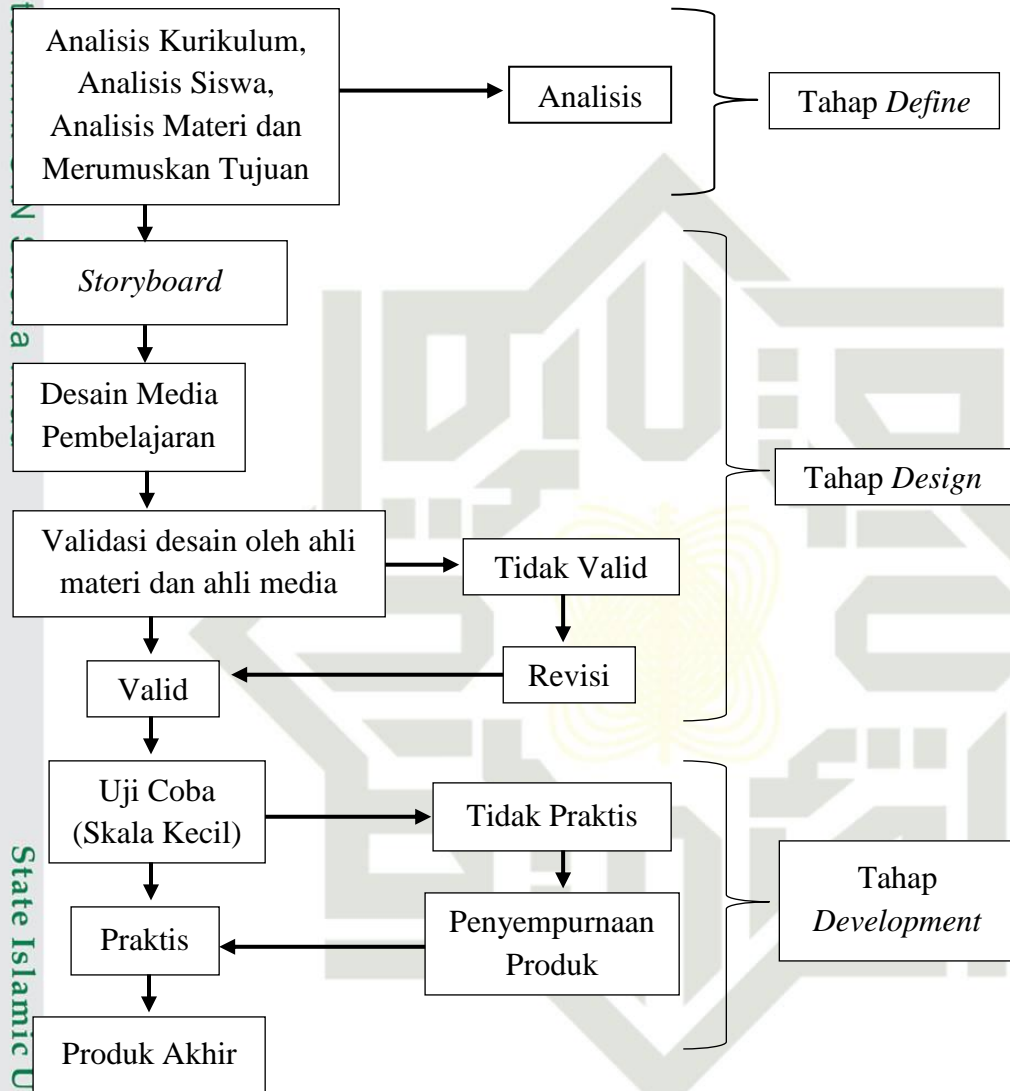 Analisis Kurikulum,
Analisis Siswa,
Analisis Materi dan
Merumuskan Tujuan
Analisis
Tahap Define
Storyboard
Desain Media
Pembelajaran
Tahap Design
Validasi desain oleh ahli
materi dan ahli media
Tidak Valid
Valid
Revisi
Uji Coba
(Skala Kecil)
Tidak Praktis
Tahap
Development
Praktis
Penyempurnaan
Produk
Produk Akhir
State Islamic U